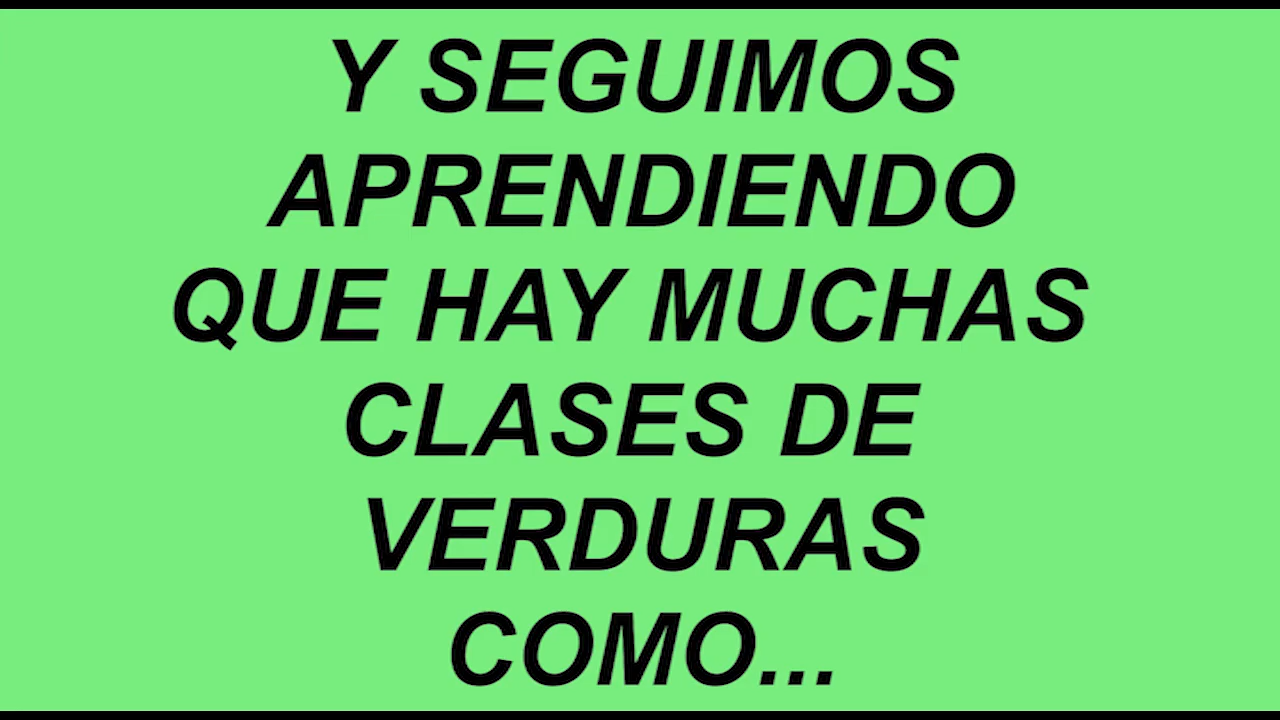 Y SEGUIMOS
APRENDIENDO
QUE HAY MUCHAS
CLASES DE
VERDURAS
COMO...